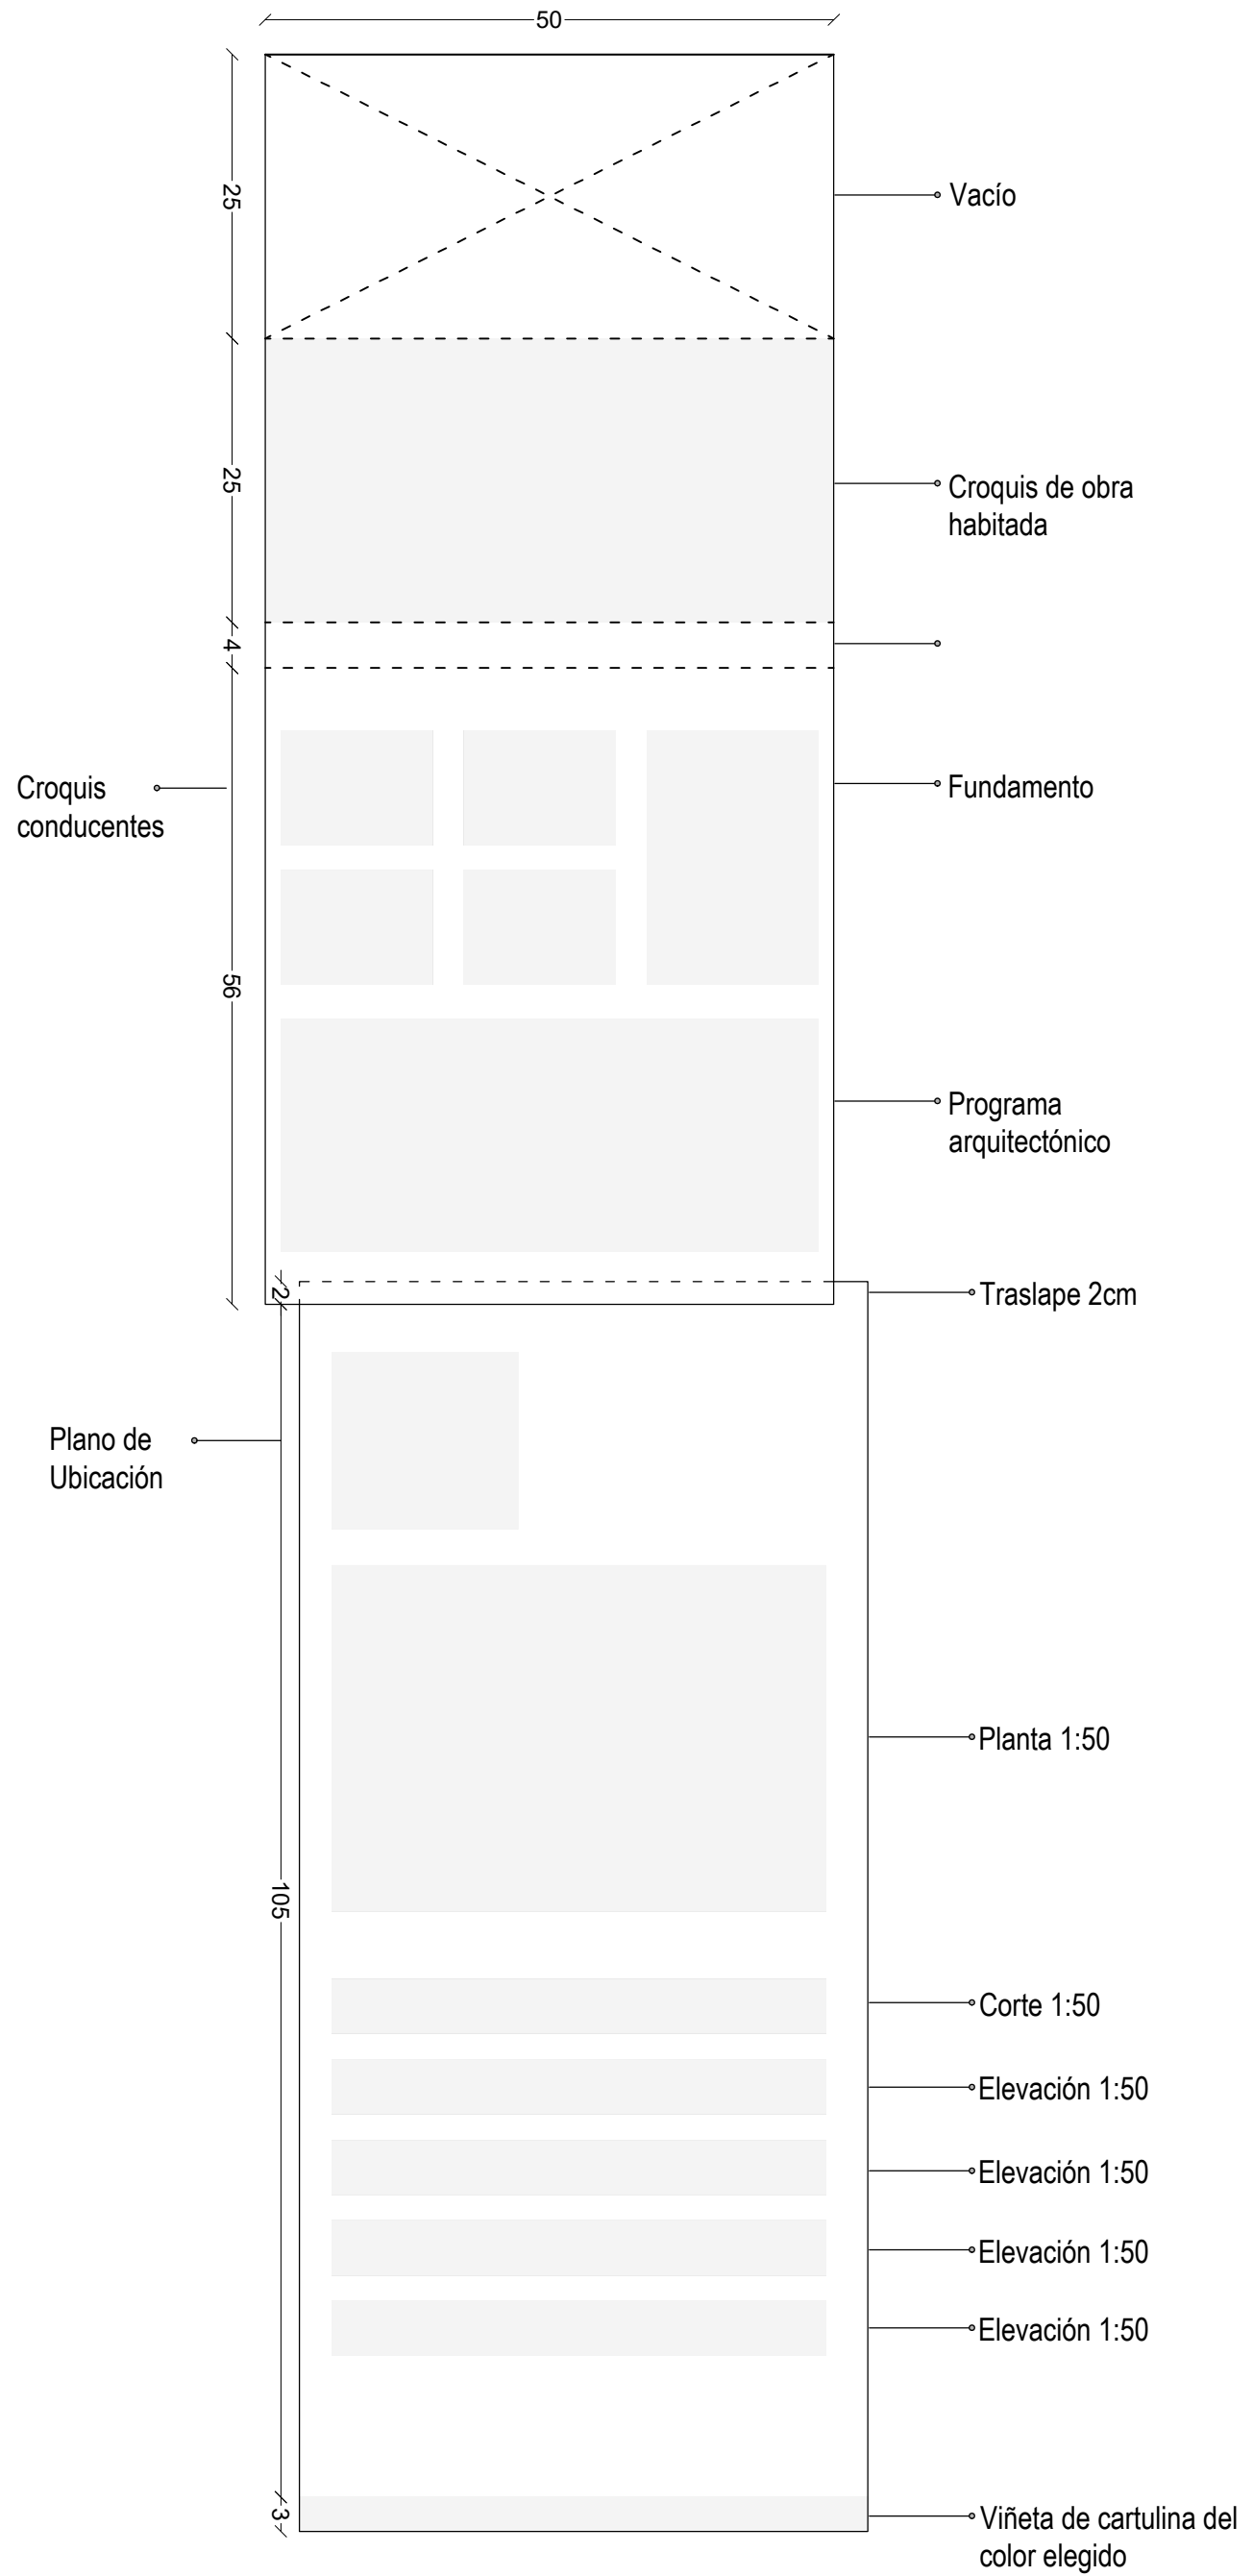 50
25
Vacío
25
Croquis de obra
habitada
4
Croquis
conducentes
Fundamento
56
Programa
arquitectónico
2
Traslape 2cm
Plano de
Ubicación
Planta 1:50
105
Corte 1:50
Elevación 1:50
Elevación 1:50
Elevación 1:50
Elevación 1:50
3
Viñeta de cartulina del
color elegido